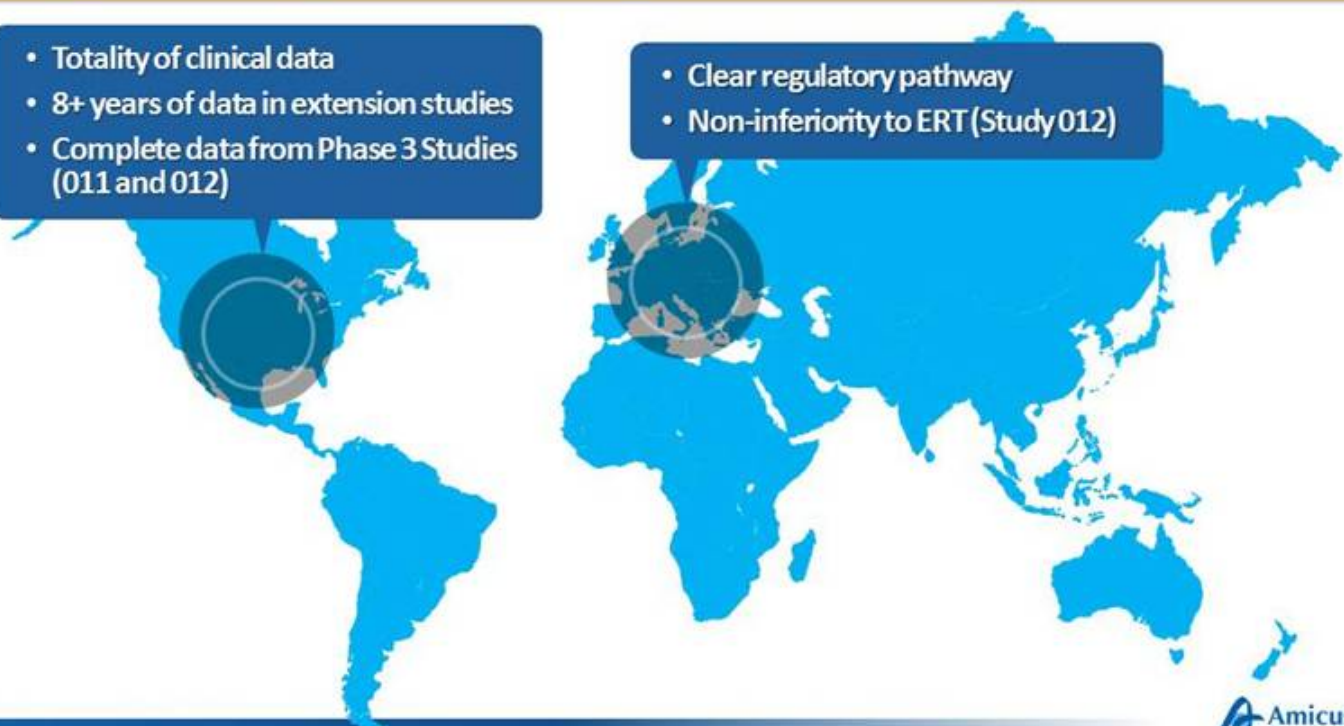 • Totality of clinical data
• 8+ years of data in extension studies
• Complete data from Phase 3 Studies
(011 and 012)
• Clear regulatory pathway
• Non-inferiority to ERT (Study 012)
Amicu